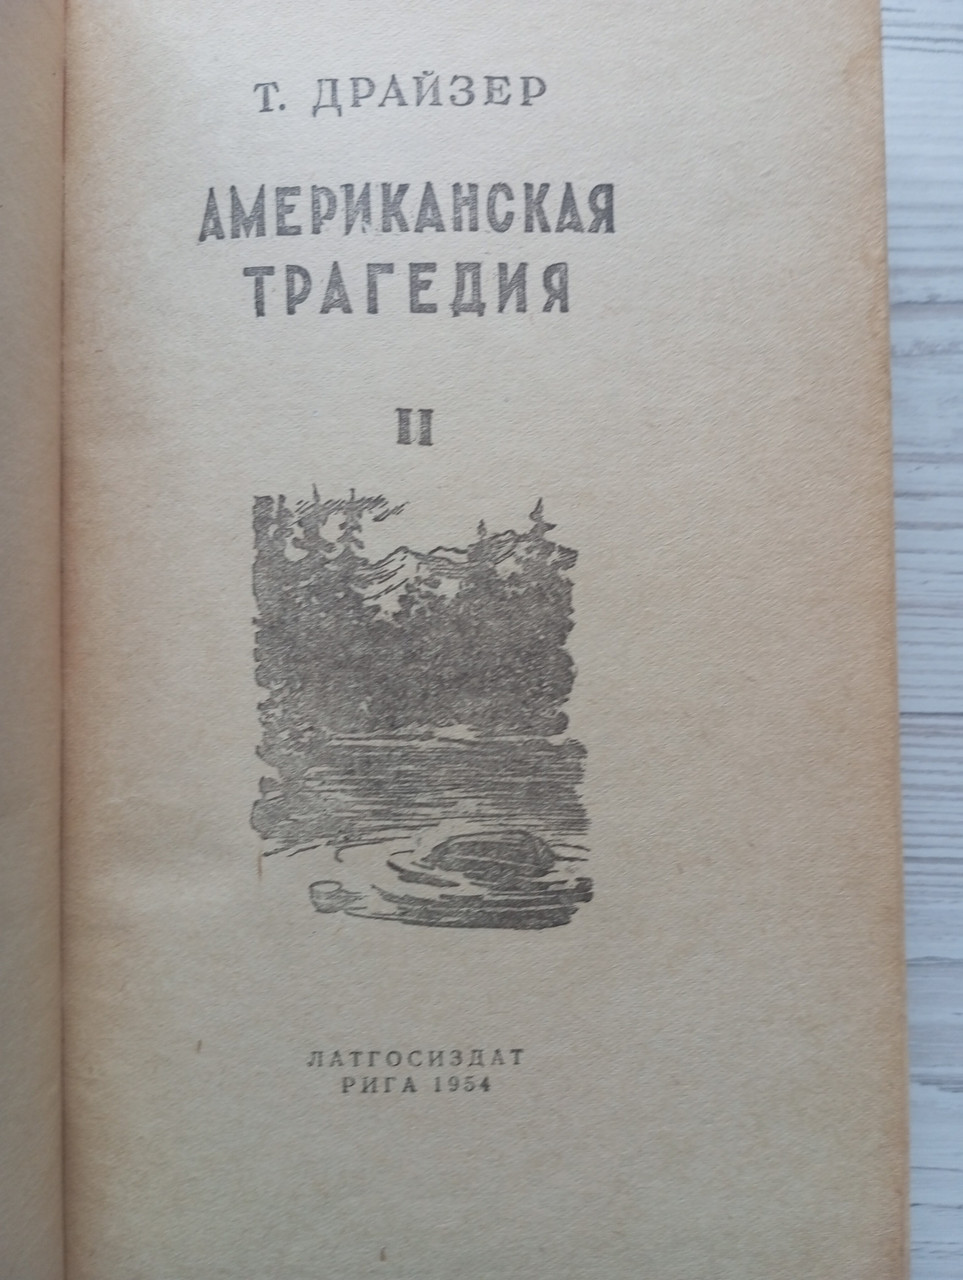 Т. ДРАЙЗЕР
АМЕРИКАНСКАЯ
ТРАГЕДИЯ
II
ЛАТГОСИЗДАТ
РИГА 1954